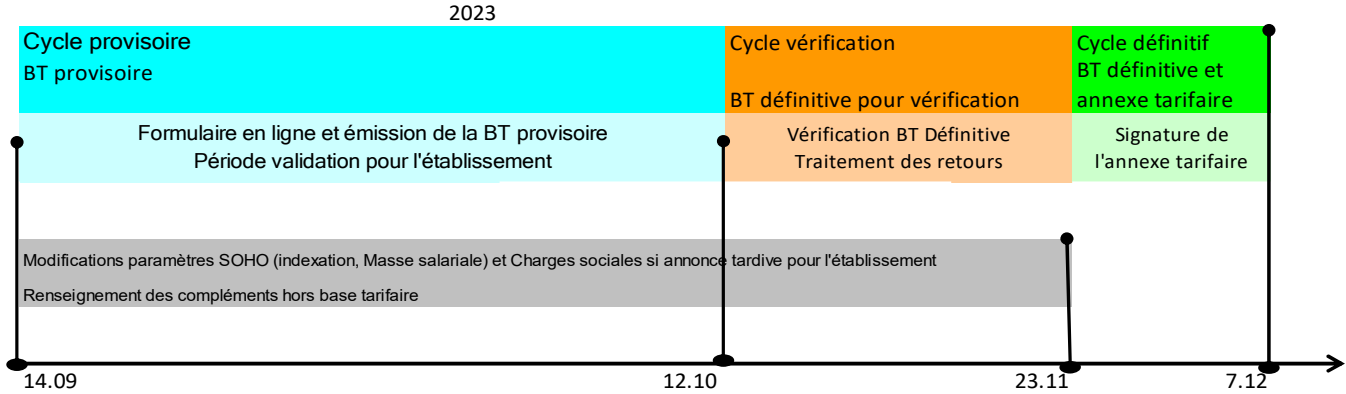 2023
Cycle provisoire
BT provisoire
Cycle vérification
BT définitive pour vérification
Cycle définitif
BT définitive et
annexe tarifaire
Formulaire en ligne et émission de la BT provisoire
Période validation pour l'établissement
Vérification BT Définitive
Traitement des retours
Signature de
l'annexe tarifaire
Modifications paramètres SOHO (indexation, Masse salariale) et Charges sociales si annonce tardive pour l'établissement
Renseignement des compléments hors base tarifaire
14.09
12.10
23.11
7.12